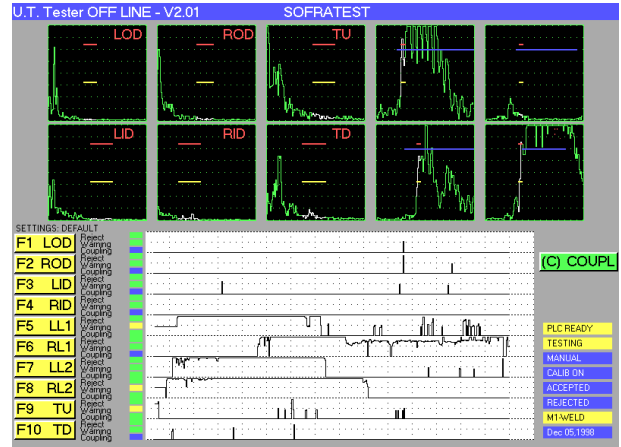 U.T. Tester OFF LINE - V2.01 SOFRATEST
LOD ROD TU
LID RID TD
SETTINGS: DEFAULT
F1 LOD Reject Warning Coupling
F2 ROD Reject Warning Coupling
F3 LID Reject Warning Coupling
F4 RID Reject Warning Coupling
F5 LL1 Reject Warning Coupling
F6 RL1 Reject Warning Coupling
F7 LL2 Reject Warning Coupling
F8 RL2 Reject Warning Coupling
F9 TU Reject Warning Coupling
F10 TD Reject Warning Coupling
(C) COUPL
PLC READY
TESTING
MANUAL
CALIB ON
ACCEPTED
REJECTED
M1-WELD
Dec 05,1998